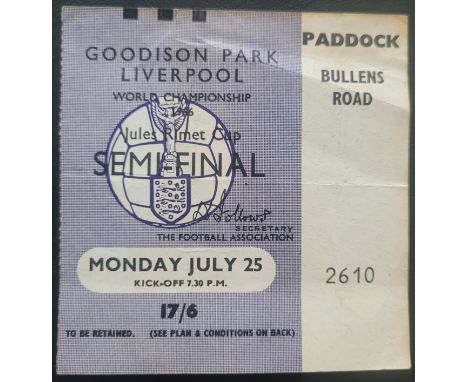 GOODISON PARK
LIVERPOOL
WORLD CHAMPIONSHIP
1966
Jules Rimet Cup
SEMI-FINAL
D Follows
SECRETARY
THE FOOTBALL ASSOCIATION
MONDAY JULY 25
KICK-OFF 7.30 P.M.
17/6
TO BE RETAINED. (SEE PLAN & CONDITIONS ON BACK)
PADDOCK
BULLENS
ROAD
2610